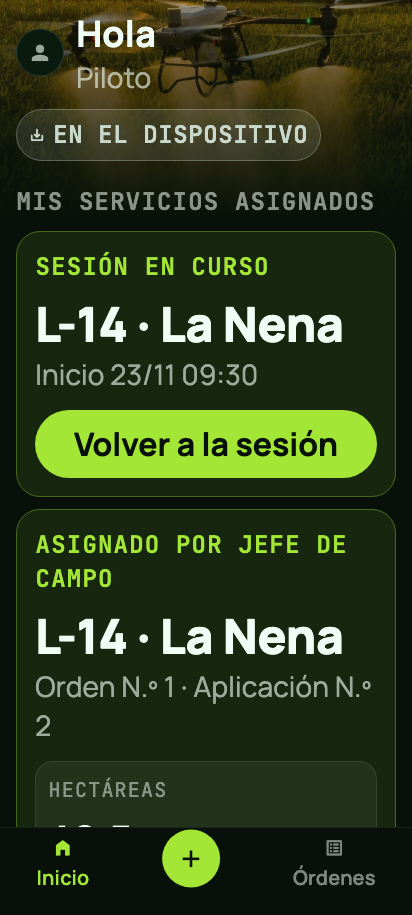 Hola
Piloto
EN EL DISPOSITIVO
MIS SERVICIOS ASIGNADOS
SESIÓN EN CURSO
L-14 · La Nena
Inicio 23/11 09:30
Volver a la sesión
ASIGNADO POR JEFE DE
CAMPO
L-14 · La Nena
Orden N.º 1 · Aplicación N.º
2
HECTÁREAS
Inicio
Órdenes